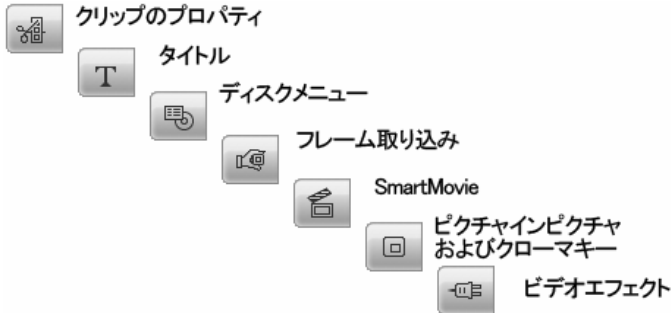 クリップのプロパティ
T
タイトル
ディスクメニュー
フレーム取り込み
SmartMovie
ピクチャインピクチャ
およびクローマキー
ビデオエフェクト